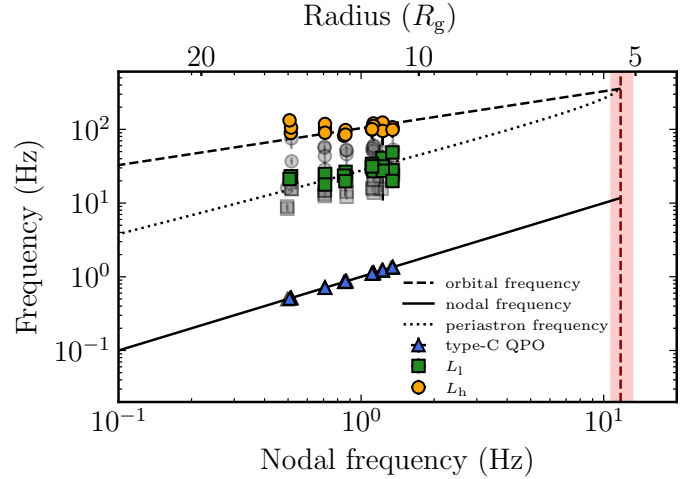 Radius (R_g)
20 10 5
10^2
10^1
10^0
10^−1
Frequency (Hz)
orbital frequency
nodal frequency
periastron frequency
type-C QPO
L_l
L_h
10^−1 10^0 10^1
Nodal frequency (Hz)